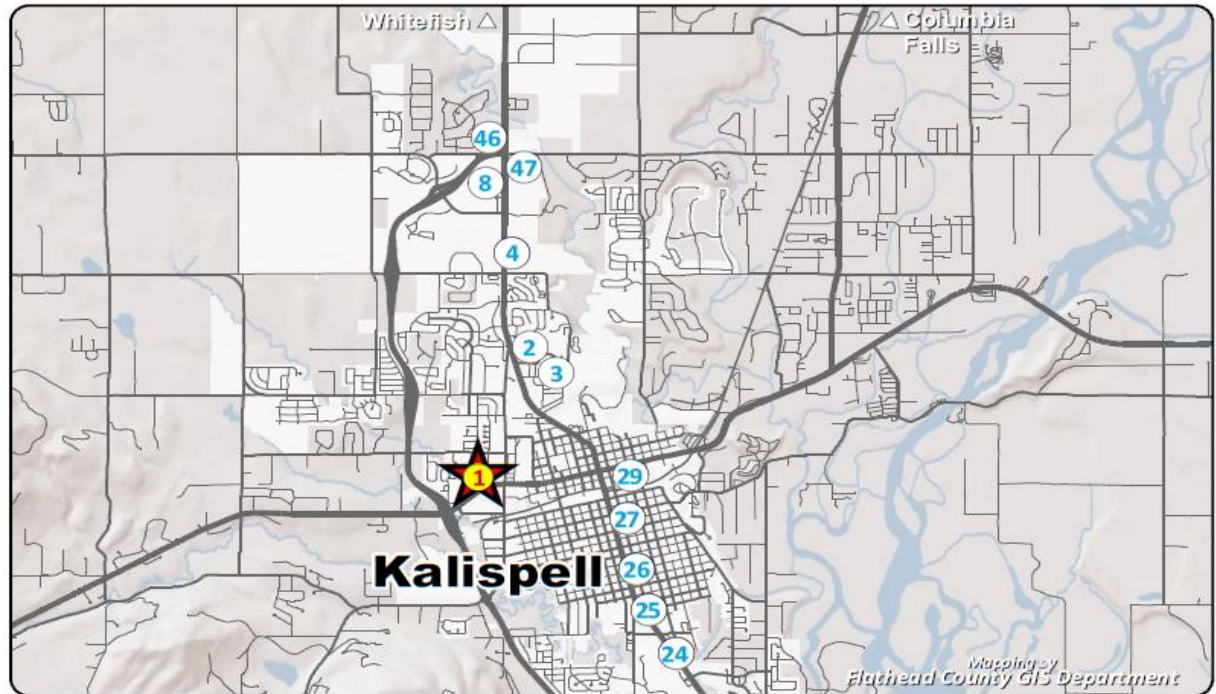 Whitefish △
△ Columbia
Falls
46
47
8
4
2
3
1
29
27
26
Kalispell
25
24
Mapping by
Flathead County GIS Department